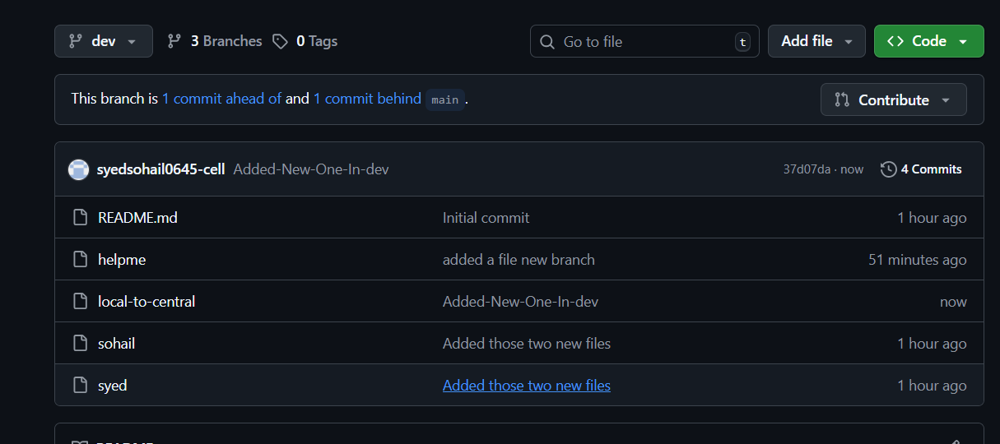 dev 3 Branches 0 Tags Go to file t Add file Code
This branch is 1 commit ahead of and 1 commit behind main.
Contribute
syedsohail0645-cell Added-New-One-In-dev 37d07da · now 4 Commits
README.md Initial commit 1 hour ago
helpme added a file new branch 51 minutes ago
local-to-central Added-New-One-In-dev now
sohail Added those two new files 1 hour ago
syed Added those two new files 1 hour ago
README